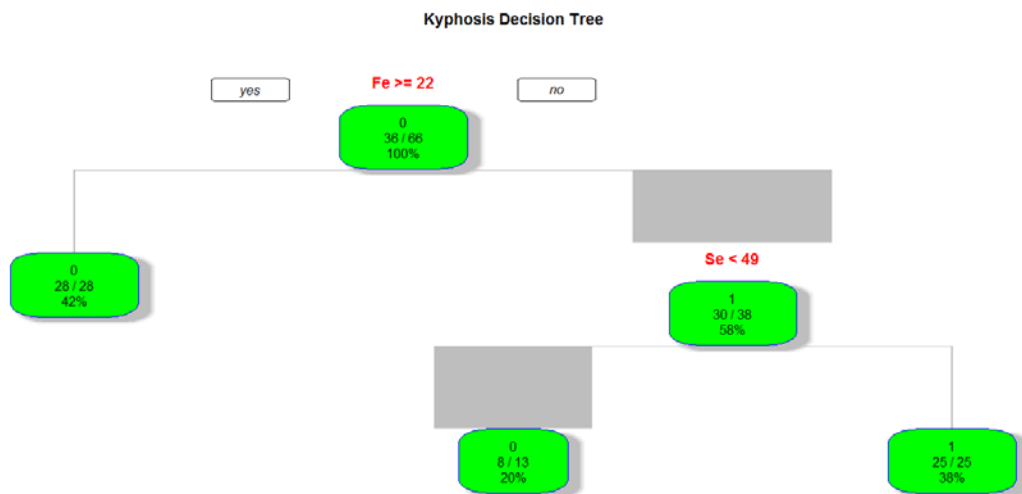 Kyphosis Decision Tree
yes
Fe >= 22
no
0
36 / 66
100%
0
28 / 28
42%
Se < 49
1
30 / 38
58%
0
8 / 13
20%
1
25 / 25
38%